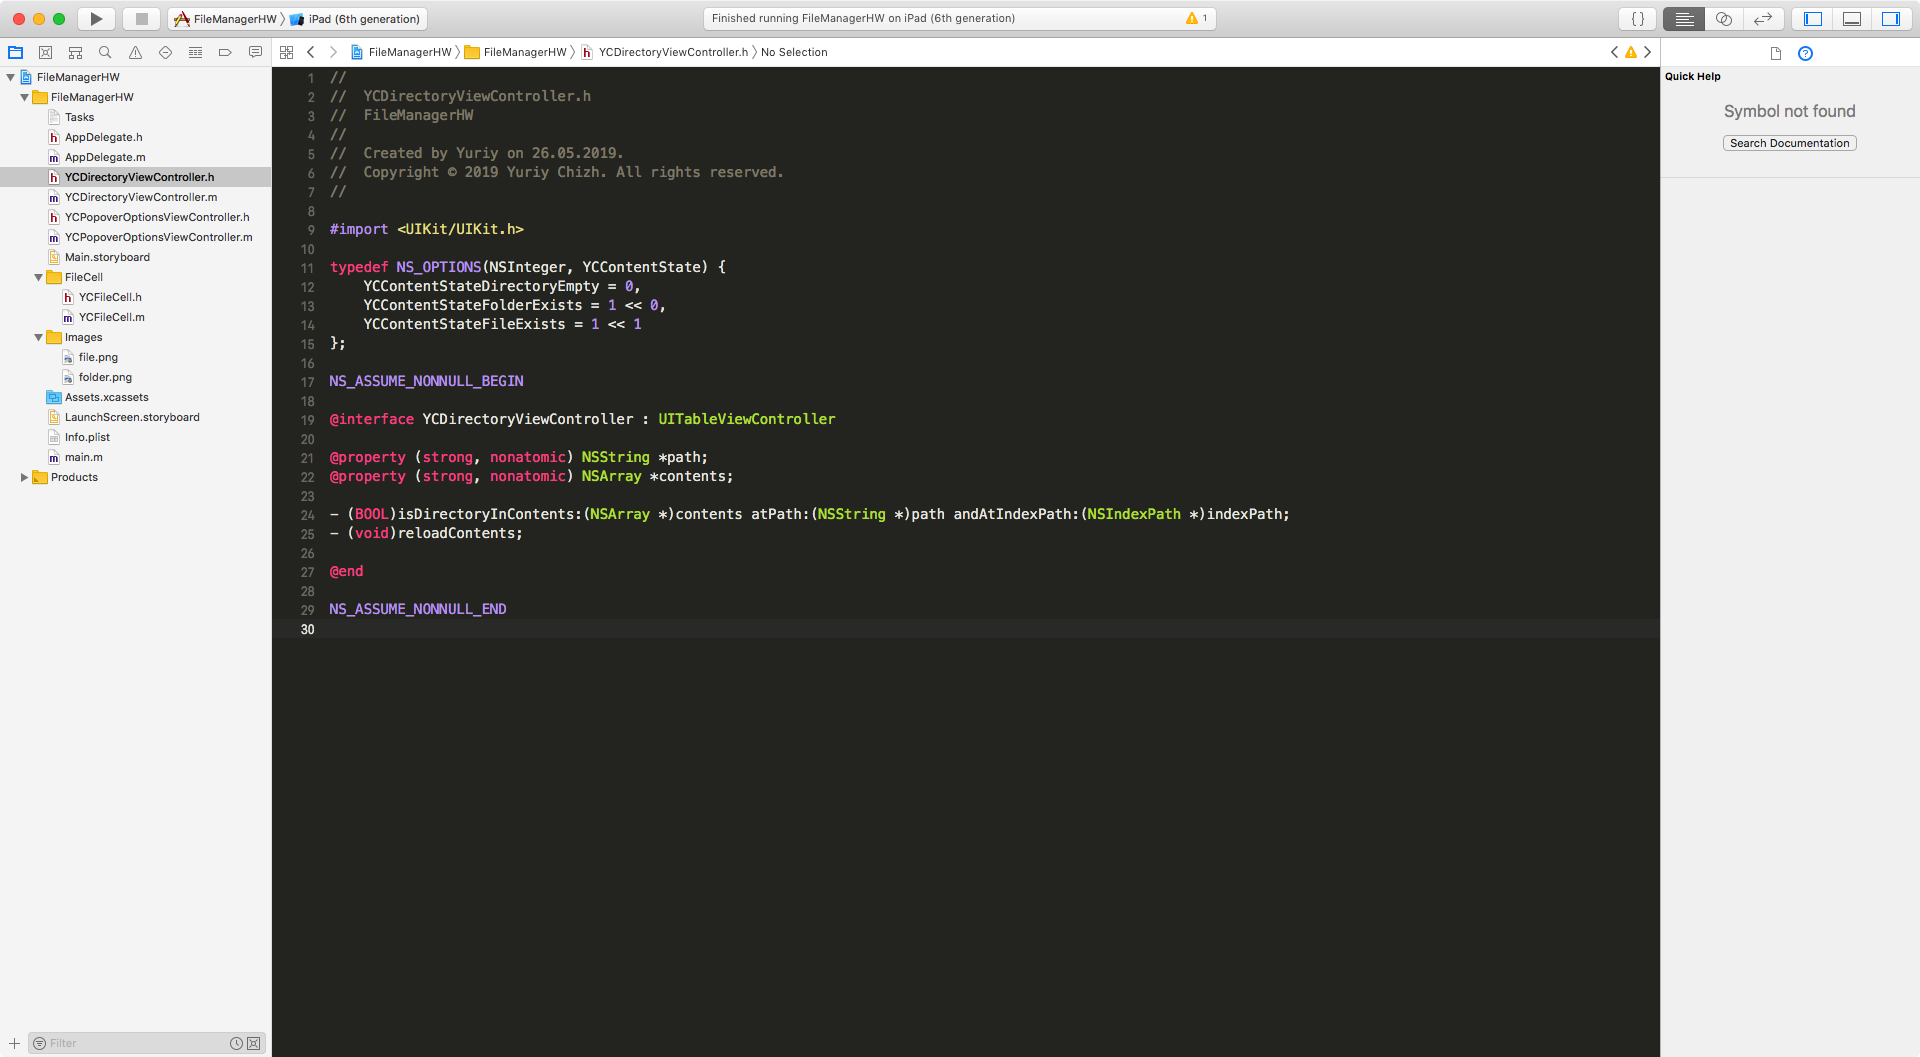 FileManagerHW
iPad (6th generation)
Finished running FileManagerHW on iPad (6th generation)
1
{}
FileManagerHW
FileManagerHW
YCDirectoryViewController.h
No Selection
FileManagerHW
FileManagerHW
Tasks
h AppDelegate.h
m AppDelegate.m
h YCDirectoryViewController.h
m YCDirectoryViewController.m
h YCPopoverOptionsViewController.h
m YCPopoverOptionsViewController.m
Main.storyboard
FileCell
h YCFileCell.h
m YCFileCell.m
Images
file.png
folder.png
Assets.xcassets
LaunchScreen.storyboard
Info.plist
m main.m
Products
Filter
1 //
2 //  YCDirectoryViewController.h
3 //  FileManagerHW
4 //
5 //  Created by Yuriy on 26.05.2019.
6 //  Copyright © 2019 Yuriy Chizh. All rights reserved.
7 //
8
9 #import <UIKit/UIKit.h>
10
11 typedef NS_OPTIONS(NSInteger, YCContentState) {
12     YCContentStateDirectoryEmpty = 0,
13     YCContentStateFolderExists = 1 << 0,
14     YCContentStateFileExists = 1 << 1
15 };
16
17 NS_ASSUME_NONNULL_BEGIN
18
19 @interface YCDirectoryViewController : UITableViewController
20
21 @property (strong, nonatomic) NSString *path;
22 @property (strong, nonatomic) NSArray *contents;
23
24 - (BOOL)isDirectoryInContents:(NSArray *)contents atPath:(NSString *)path andAtIndexPath:(NSIndexPath *)indexPath;
25 - (void)reloadContents;
26
27 @end
28
29 NS_ASSUME_NONNULL_END
30
Quick Help
Symbol not found
Search Documentation